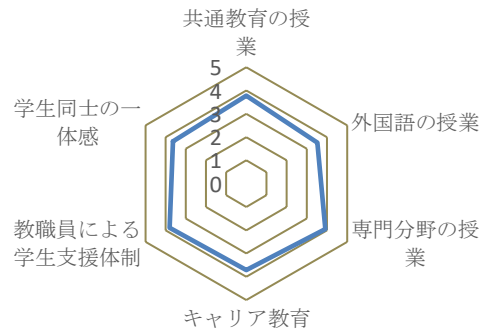 共通教育の授
業
外国語の授業
専門分野の授
業
キャリア教育
教職員による
学生支援体制
学生同士の一
体感
5
4
3
2
1
0